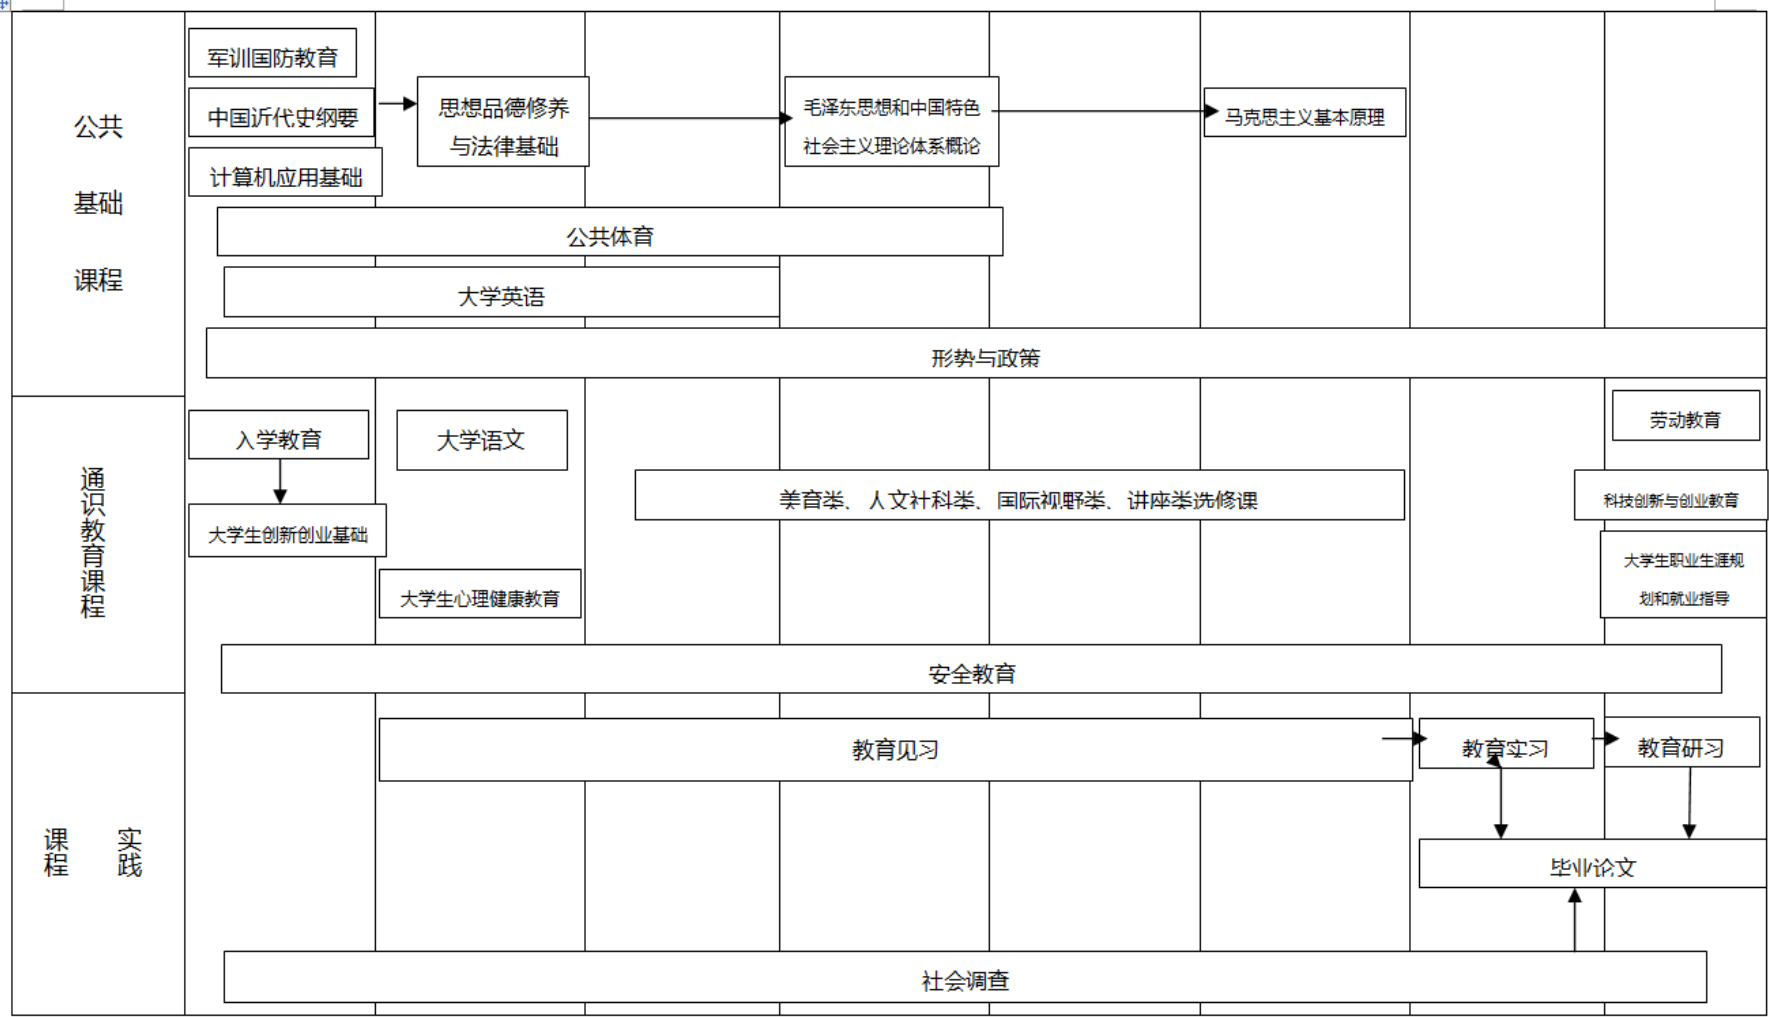 公共
基础
课程
军训国防教育
中国近代史纲要
计算机应用基础
思想品德修养
与法律基础
毛泽东思想和中国特色
社会主义理论体系概论
马克思主义基本原理
公共体育
大学英语
形势与政策
通识教育课程
入学教育
大学语文
劳动教育
美育类、人文社科类、国际视野类、讲座类选修课
科技创新与创业教育
大学生创新创业基础
大学生职业生涯规
划和就业指导
大学生心理健康教育
安全教育
实践
课程
教育见习
教育实习
教育研习
毕业论文
社会调查